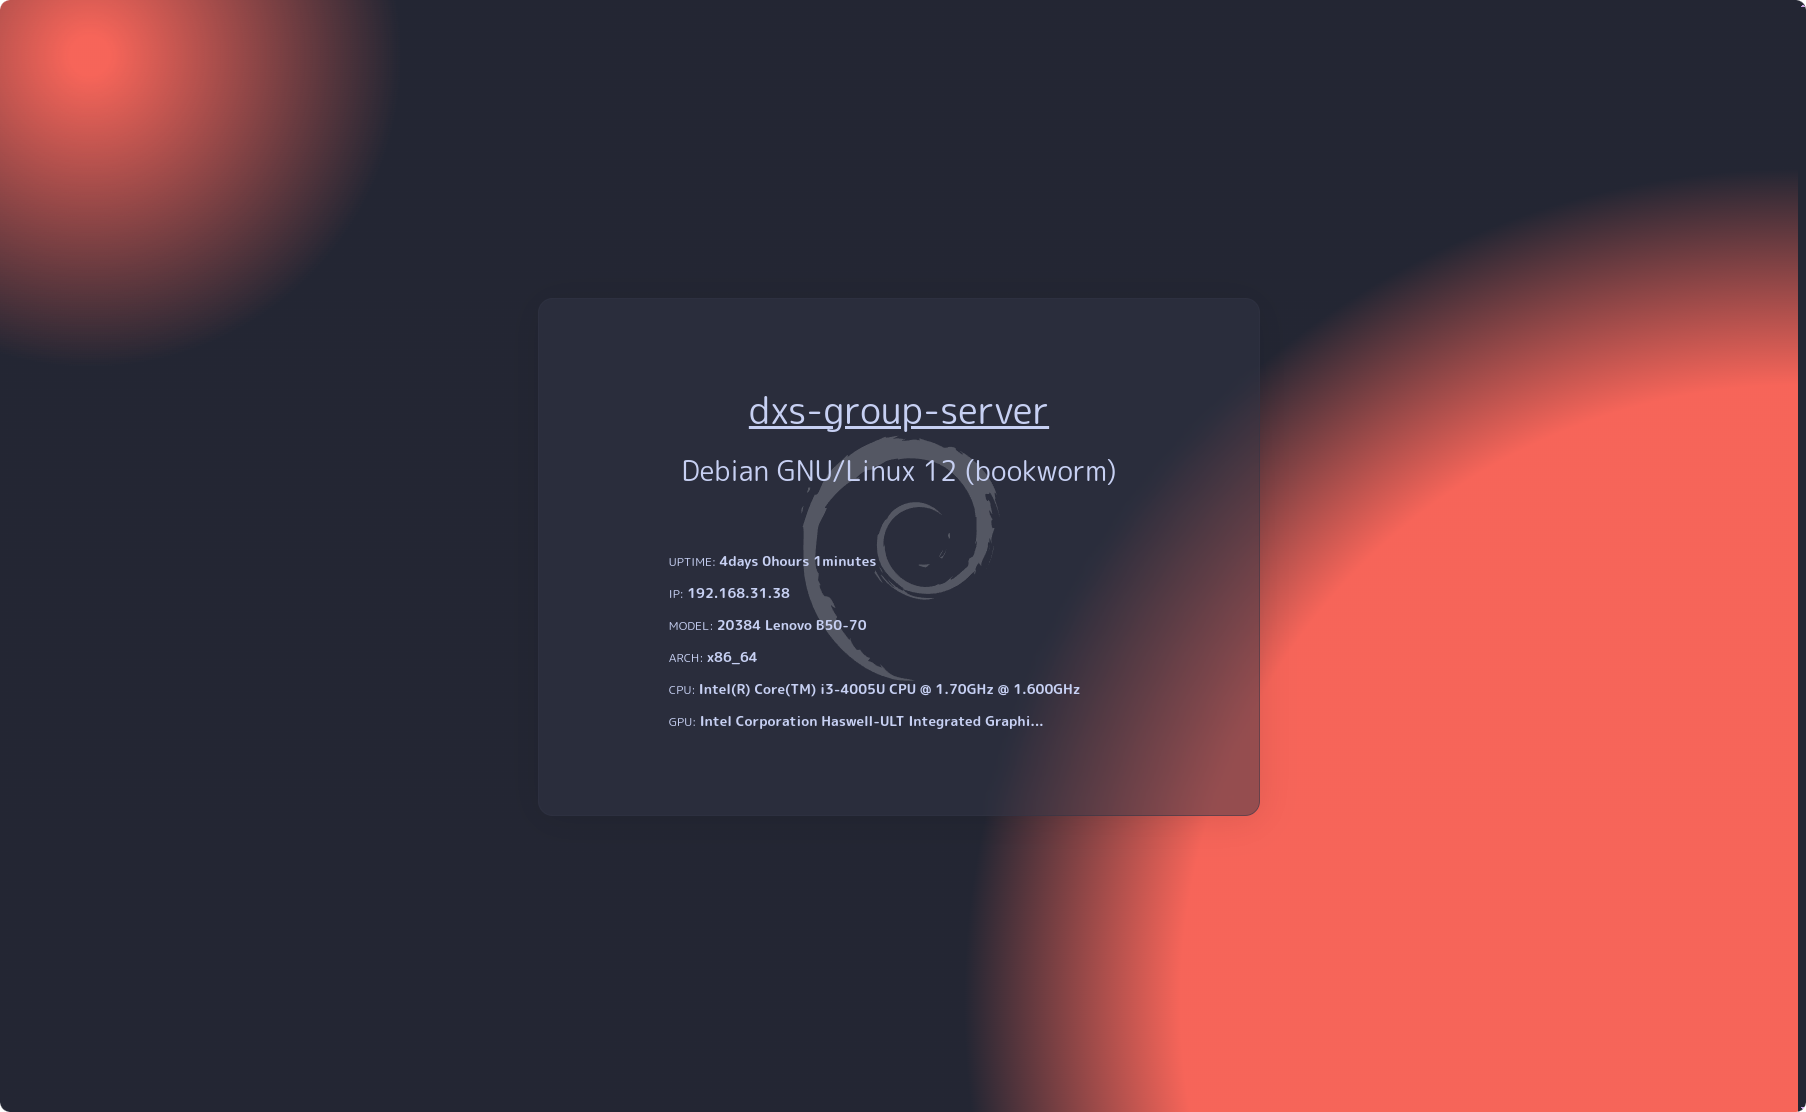 dxs-group-server
Debian GNU/Linux 12 (bookworm)
UPTIME: 4days 0hours 1minutes
IP: 192.168.31.38
MODEL: 20384 Lenovo B50-70
ARCH: x86_64
CPU: Intel(R) Core(TM) i3-4005U CPU @ 1.70GHz @ 1.600GHz
GPU: Intel Corporation Haswell-ULT Integrated Graphi...